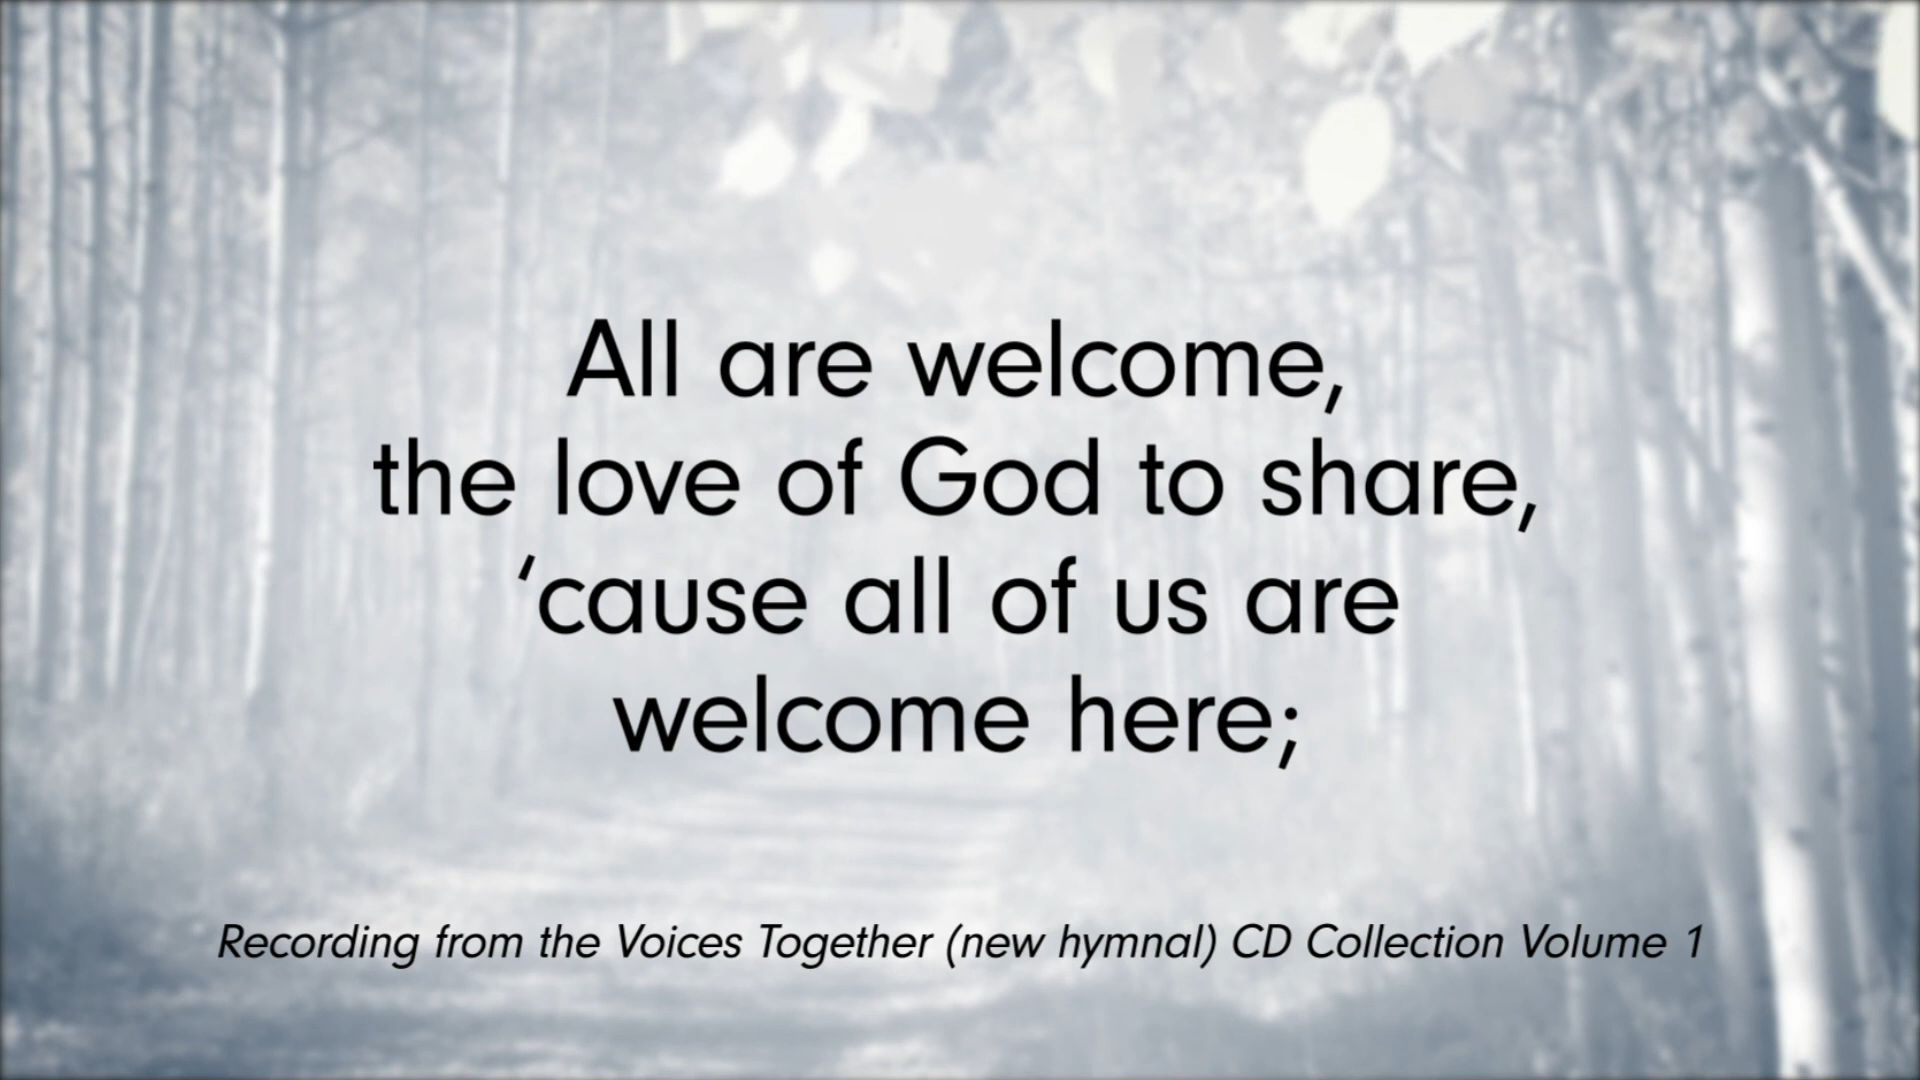 All are welcome,
the love of God to share,
’cause all of us are
welcome here;
Recording from the Voices Together (new hymnal) CD Collection Volume 1